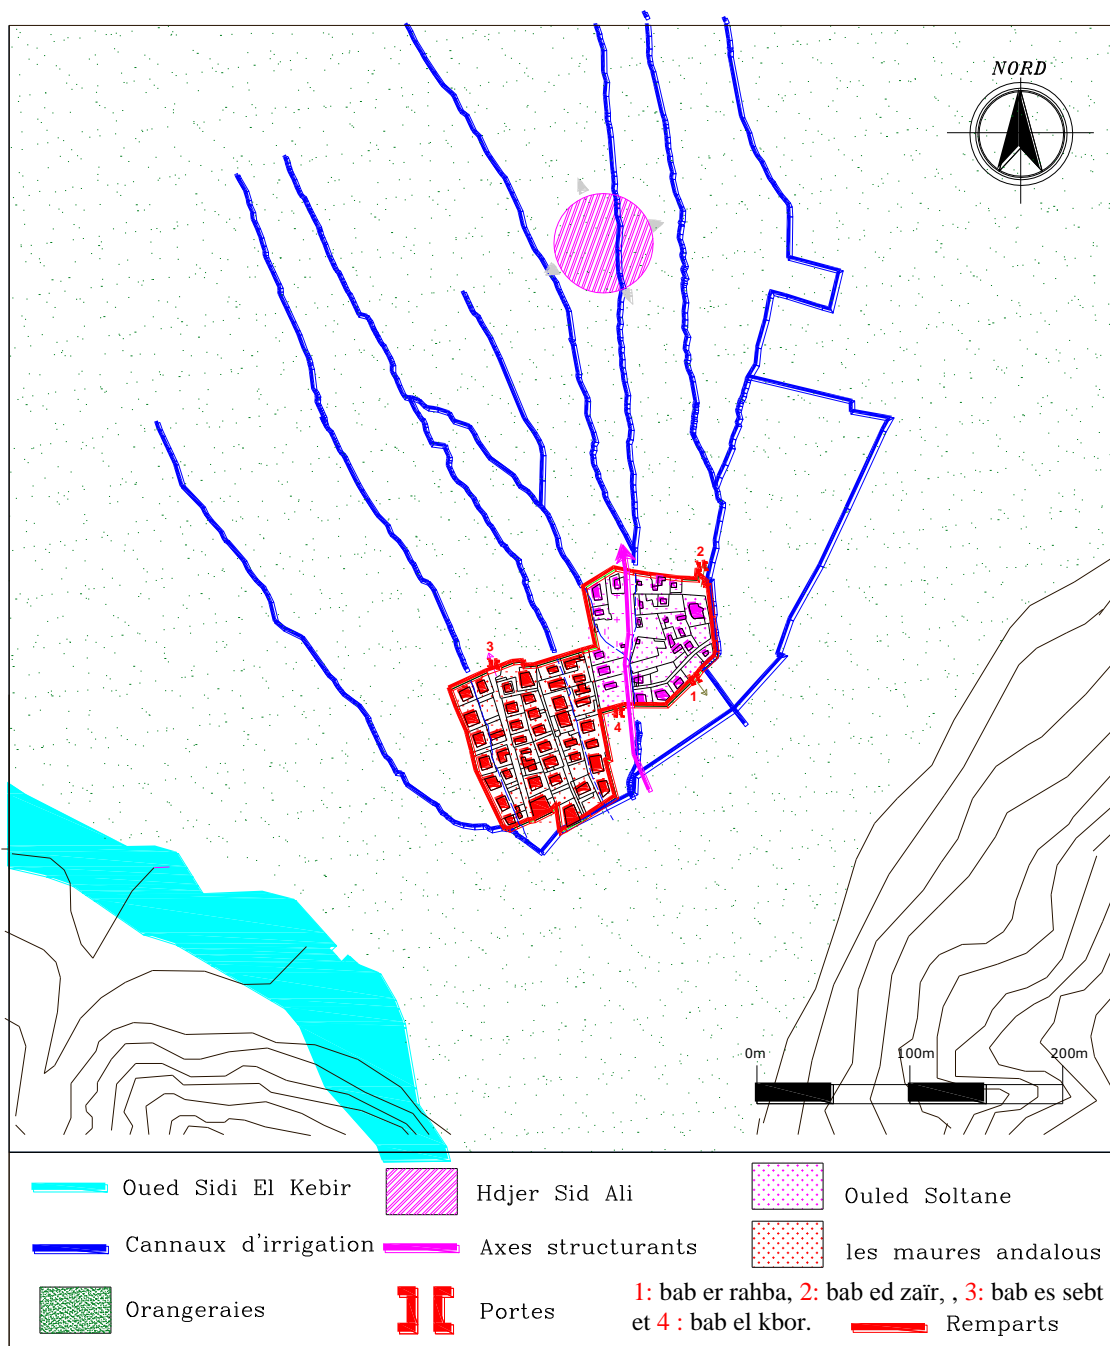 NORD
2
3
1
4
0m 100m 200m
Oued Sidi El Kebir
Hdjer Sid Ali
Ouled Soltane
Cannaux d'irrigation
Axes structurants
les maures andalous
Orangeraies
Portes
1: bab er rahba, 2: bab ed zaïr, , 3: bab es sebt
et 4 : bab el kbor.
Remparts